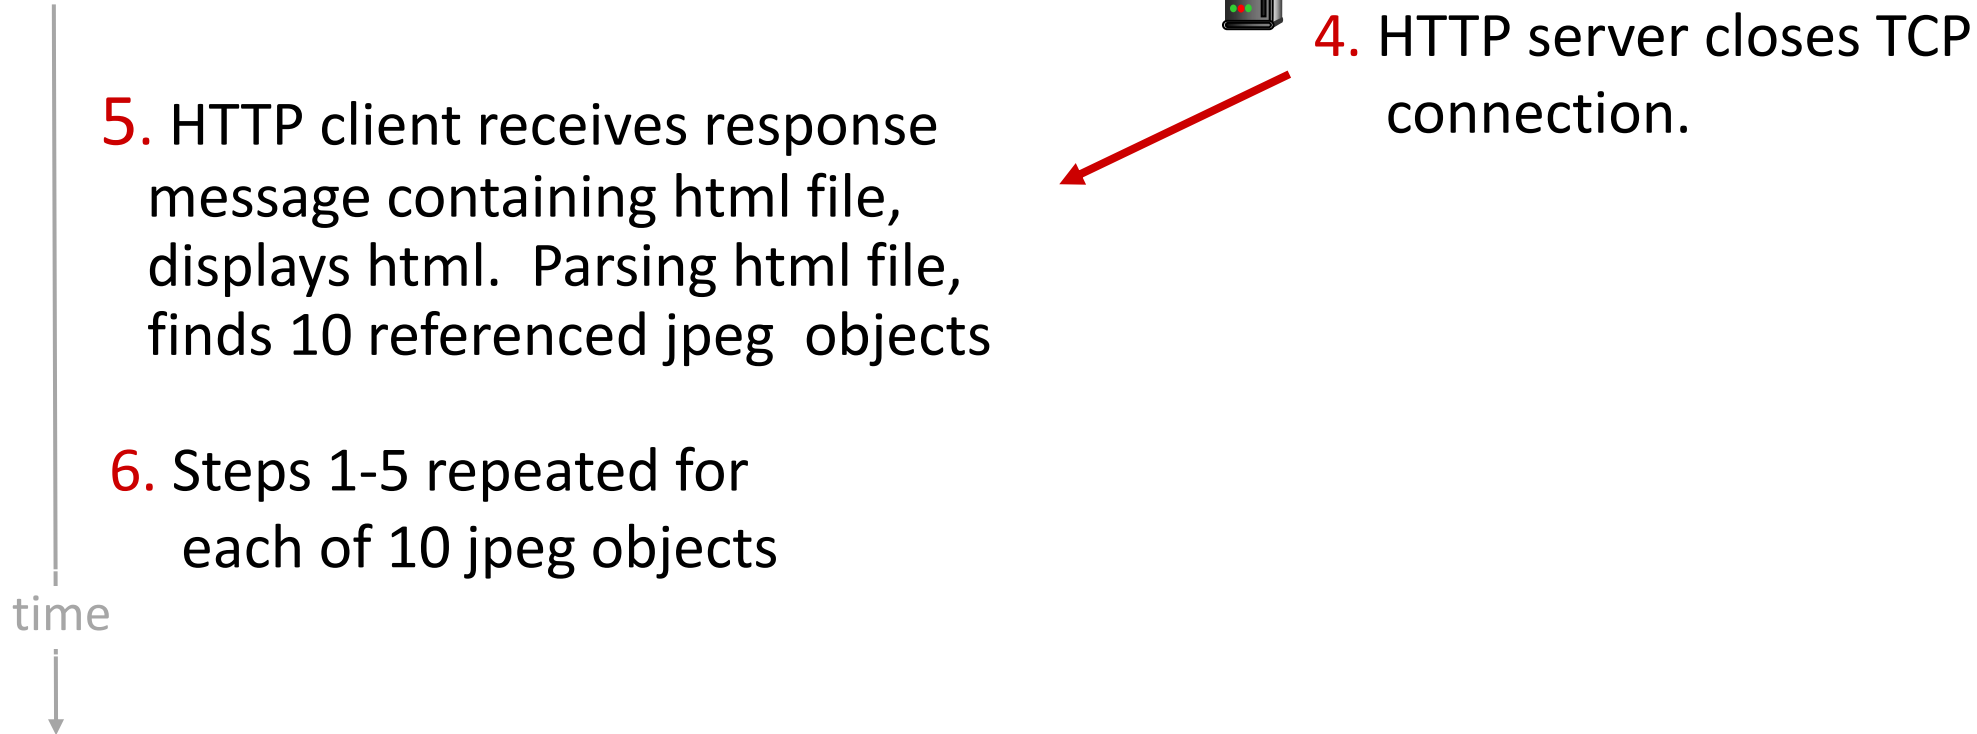 4. HTTP server closes TCP
connection.
5. HTTP client receives response
message containing html file,
displays html.  Parsing html file,
finds 10 referenced jpeg  objects
6. Steps 1-5 repeated for
each of 10 jpeg objects
time